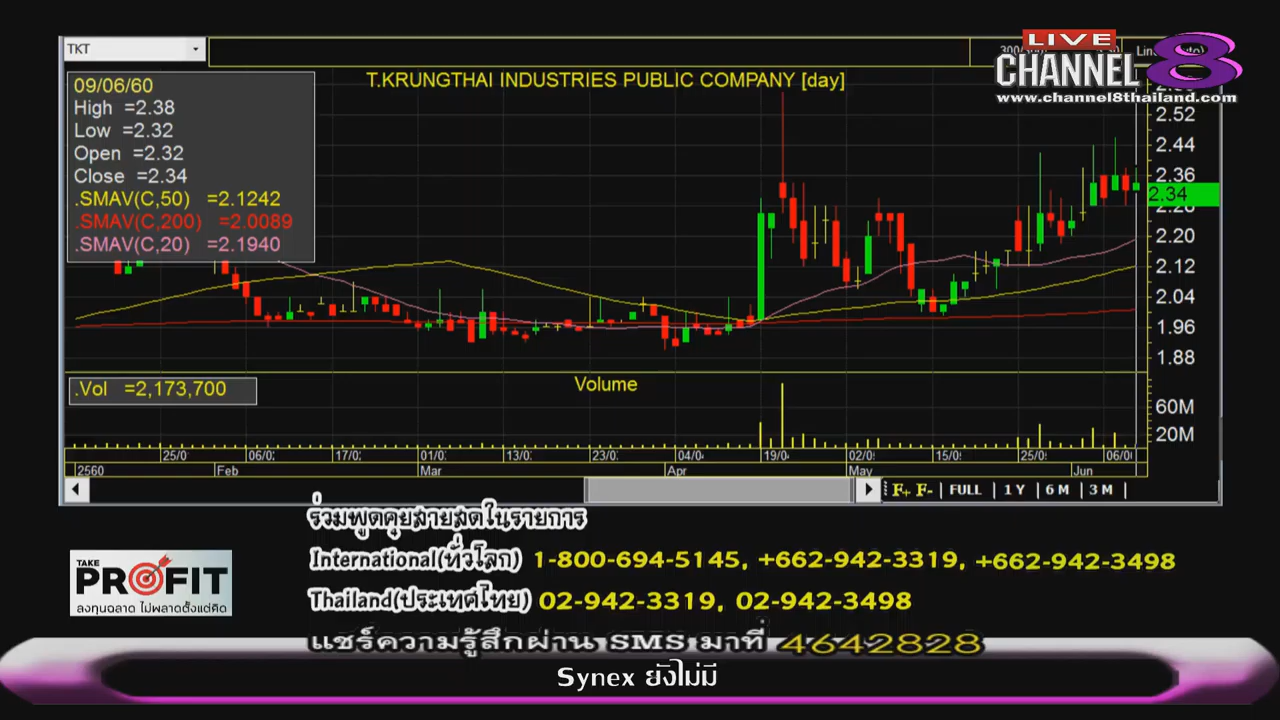 TKT
LIVE
CHANNEL 8
www.channel8thailand.com
T.KRUNGTHAI INDUSTRIES PUBLIC COMPANY [day]
09/06/60
High =2.38
Low =2.32
Open =2.32
Close =2.34
.SMAV(C,50) =2.1242
.SMAV(C,200) =2.0089
.SMAV(C,20) =2.1940
2.52
2.44
2.36
2.34
2.28
2.20
2.12
2.04
1.96
1.88
.Vol =2,173,700
Volume
60M
20M
25/0 06/0 17/0 01/0 13/0 23/0 04/0 19/0 02/0 15/0 25/0 06/0
2560 Feb Mar Apr May Jun
F+ F- FULL 1 Y 6 M 3 M
ร่วมพูดคุยสายสดในรายการ
International(ทั่วโลก) 1-800-694-5145, +662-942-3319, +662-942-3498
TAKE
PROFIT
ลงทุนฉลาด ไม่พลาดตั้งแต่คิด
Thailand(ประเทศไทย) 02-942-3319, 02-942-3498
แชร์ความรู้สึกผ่าน SMS มาที่ 4642828
Synex ยังไม่มี